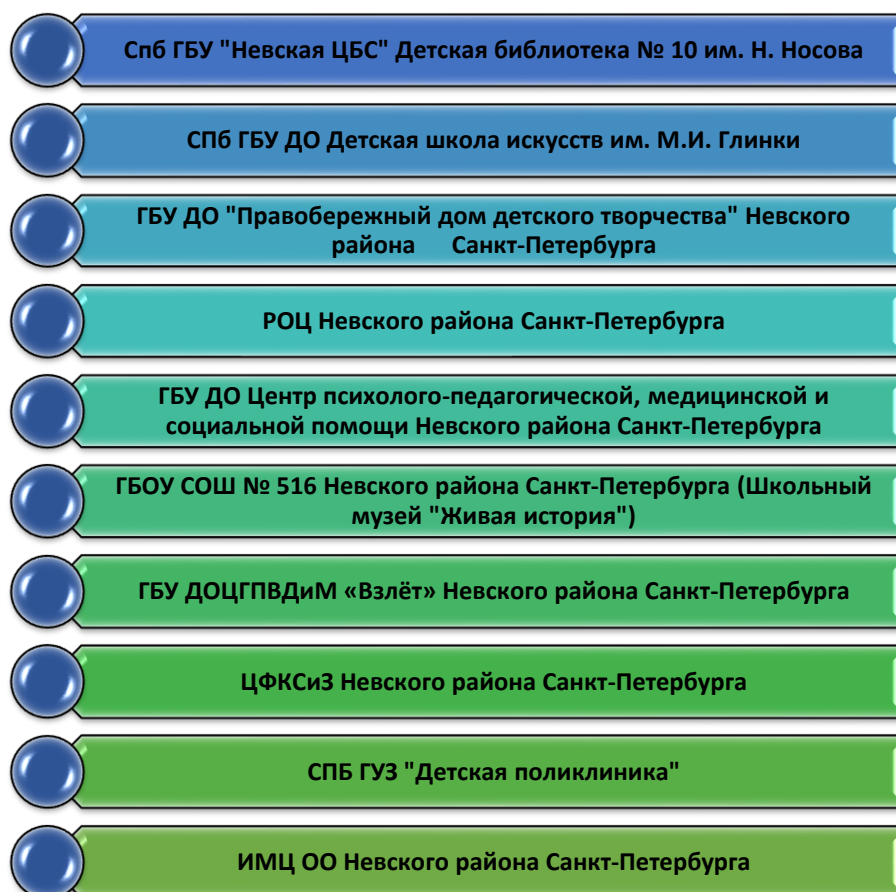 Спб ГБУ "Невская ЦБС" Детская библиотека № 10 им. Н. Носова
СПб ГБУ ДО Детская школа искусств им. М.И. Глинки
ГБУ ДО "Правобережный дом детского творчества" Невского
района Санкт-Петербурга
РОЦ Невского района Санкт-Петербурга
ГБУ ДО Центр психолого-педагогической, медицинской и
социальной помощи Невского района Санкт-Петербурга
ГБОУ СОШ № 516 Невского района Санкт-Петербурга (Школьный
музей "Живая история")
ГБУ ДОЦГПВДиМ «Взлёт» Невского района Санкт-Петербурга
ЦФКСиЗ Невского района Санкт-Петербурга
СПБ ГУЗ "Детская поликлиника"
ИМЦ ОО Невского района Санкт-Петербурга